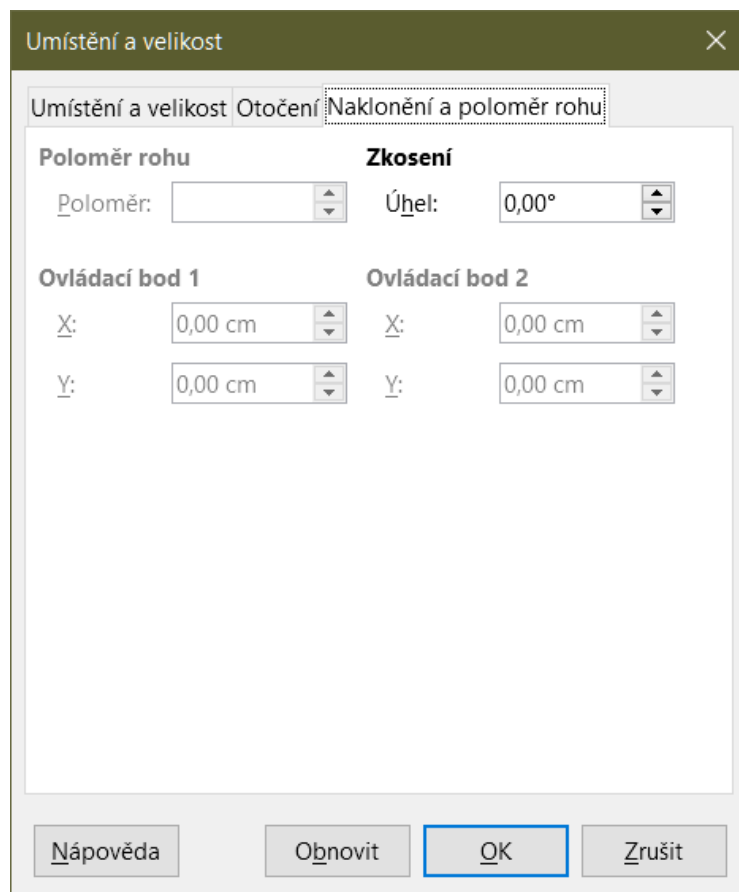 Umístění a velikost
Umístění a velikost Otočení Naklonění a poloměr rohu
Poloměr rohu Zkosení
Poloměr: Úhel: 0,00°
Ovládací bod 1 Ovládací bod 2
X: 0,00 cm X: 0,00 cm
Y: 0,00 cm Y: 0,00 cm
Nápověda Obnovit OK Zrušit